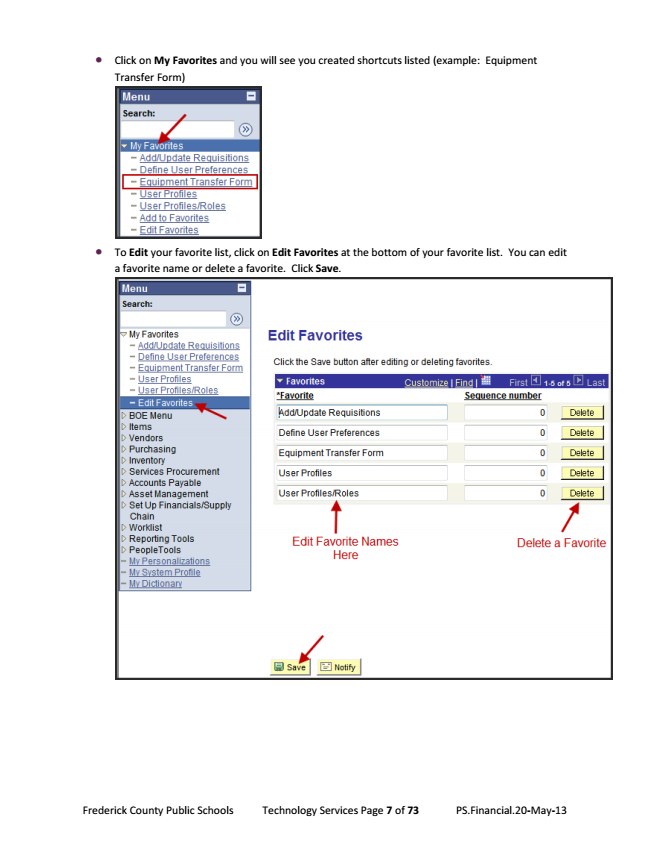 • Click on My Favorites and you will see you created shortcuts listed (example: Equipment
Transfer Form)
Menu
Search:
My Favorites
Add/Update Requisitions
Define User Preferences
Equipment Transfer Form
User Profiles
User Profiles/Roles
Add to Favorites
Edit Favorites
• To Edit your favorite list, click on Edit Favorites at the bottom of your favorite list. You can edit
a favorite name or delete a favorite. Click Save.
Menu
Search:
My Favorites
Add/Update Requisitions
Define User Preferences
Equipment Transfer Form
User Profiles
User Profiles/Roles
Edit Favorites
BOE Menu
Items
Vendors
Purchasing
Inventory
Services Procurement
Accounts Payable
Asset Management
Set Up Financials/Supply
Chain
Worklist
Reporting Tools
PeopleTools
My Personalizations
My System Profile
My Dictionary
Edit Favorites
Click the Save button after editing or deleting favorites.
Favorites Customize | Find | First 1-5 of 5 Last
*Favorite Sequence number
Add/Update Requisitions 0 Delete
Define User Preferences 0 Delete
Equipment Transfer Form 0 Delete
User Profiles 0 Delete
User Profiles/Roles 0 Delete
Edit Favorite Names
Here
Delete a Favorite
Save Notify
Frederick County Public Schools Technology Services Page 7 of 73 PS.Financial.20-May-13